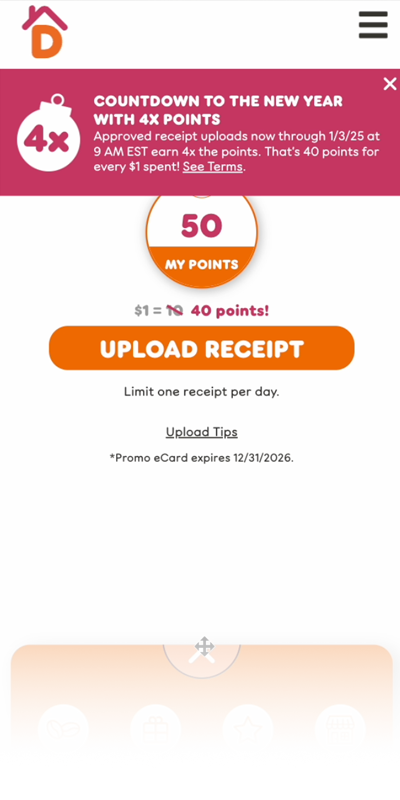 D
4x
COUNTDOWN TO THE NEW YEAR
WITH 4X POINTS
Approved receipt uploads now through 1/3/25 at
9 AM EST earn 4x the points. That's 40 points for
every $1 spent! See Terms.
50
MY POINTS
$1 = 10 40 points!
UPLOAD RECEIPT
Limit one receipt per day.
Upload Tips
*Promo eCard expires 12/31/2026.